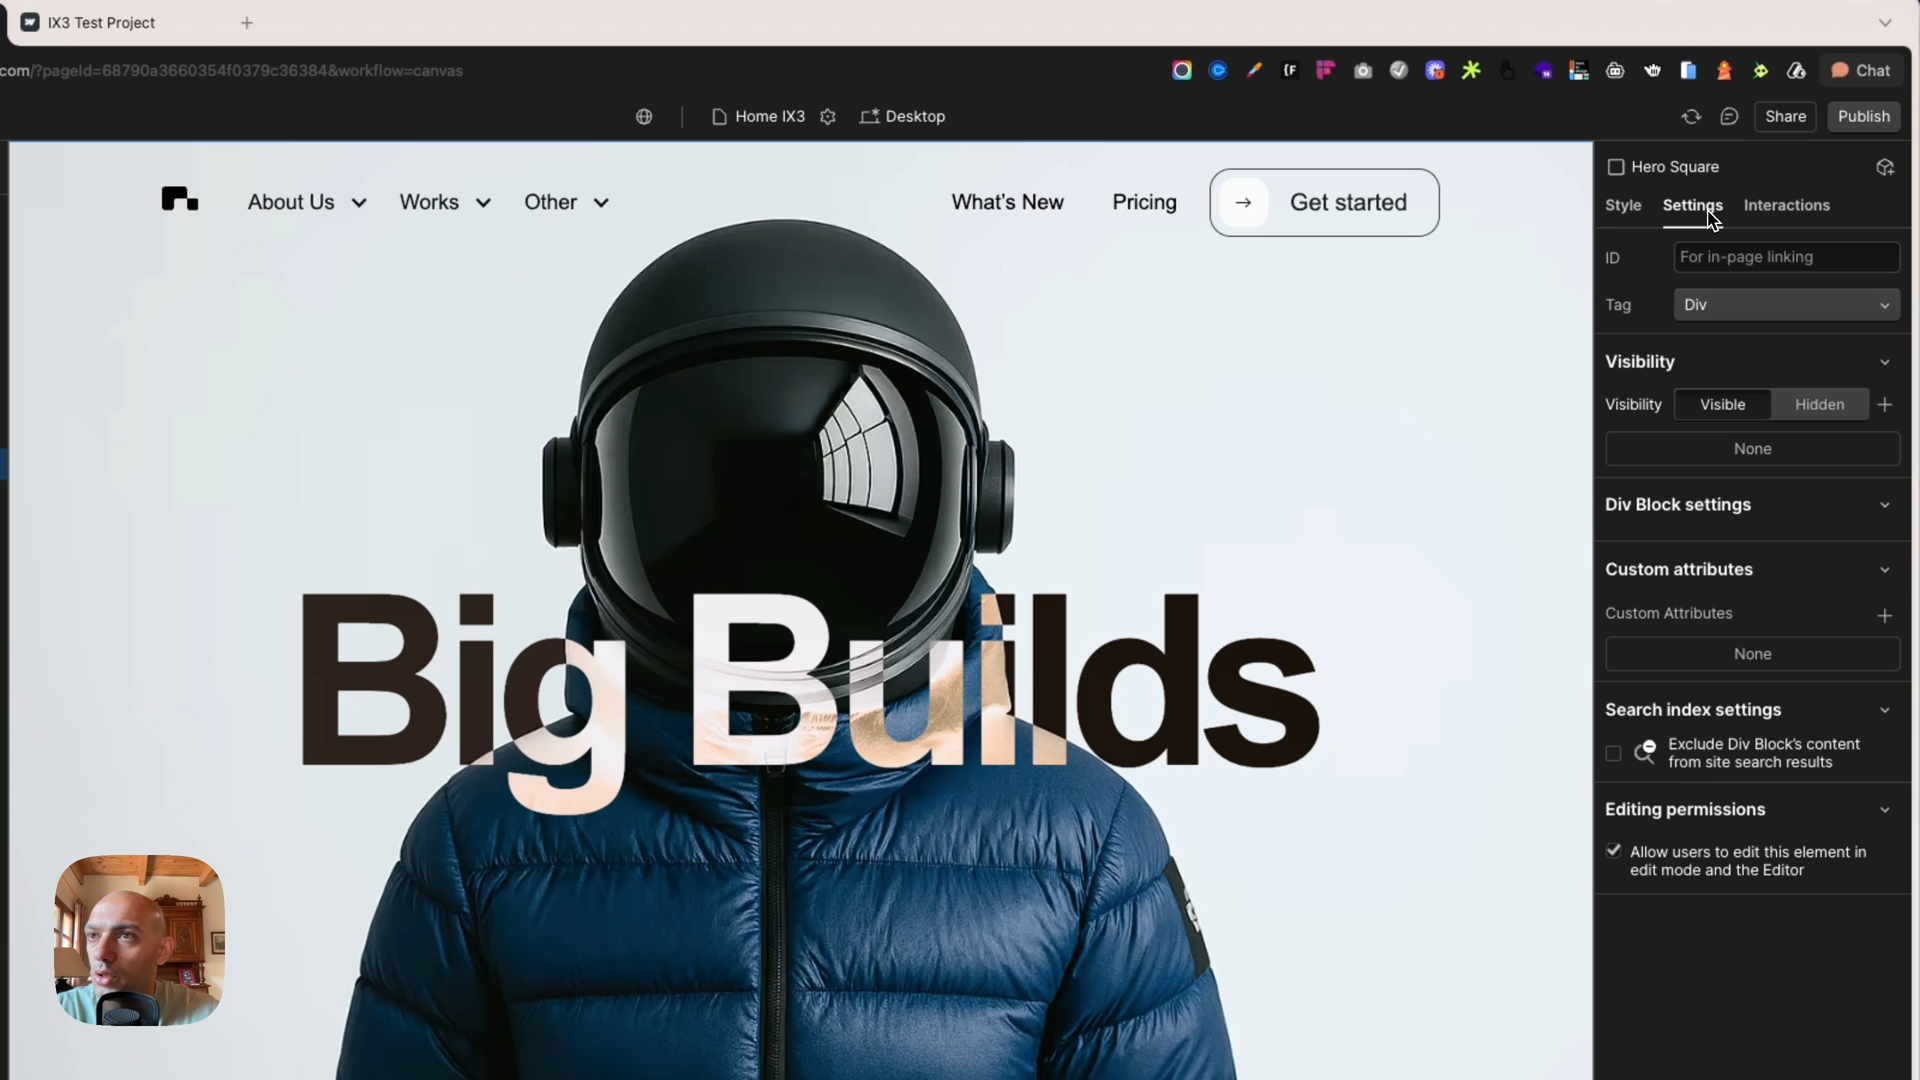 IX3 Test Project
com/?pageId=68790a3660354f0379c36384&workflow=canvas
Chat
Home IX3
Desktop
Share
Publish
About Us
Works
Other
What's New
Pricing
Get started
Big Builds
Hero Square
Style
Settings
Interactions
ID
For in-page linking
Tag
Div
Visibility
Visibility
Visible
Hidden
None
Div Block settings
Custom attributes
Custom Attributes
None
Search index settings
Exclude Div Block's content
from site search results
Editing permissions
Allow users to edit this element in
edit mode and the Editor